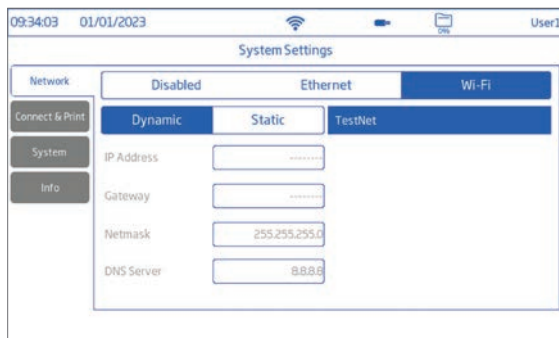 09:34:03 01/01/2023 0% User1
System Settings
Network Disabled Ethernet Wi-Fi
Connect & Print Dynamic Static TestNet
System IP Address --------
Info
Gateway --------
Netmask 255.255.255.0
DNS Server 8.8.8.8